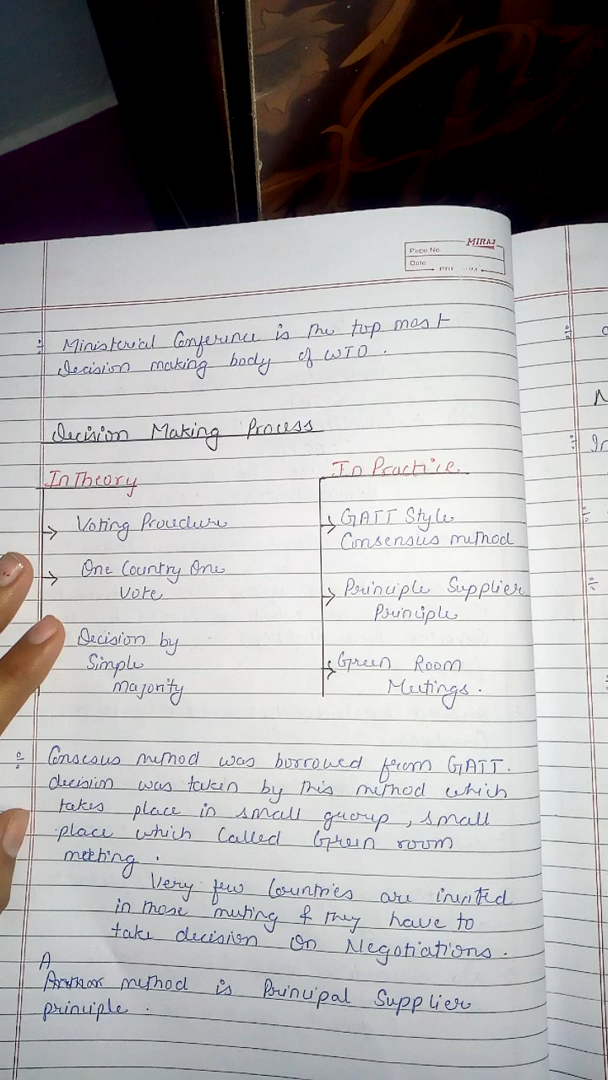 MIRAJ
Page No.
Date
÷ Ministerial Conference is the top most
decision making body of WTO.
Decision Making Process
In Theory
→ Voting Procedure
→ One Country One
Vote
Decision by
Simple
Majority
In Practice
→ GATT Style
Consensus method
→ Principle Supplier
Principle
→ Green Room
Meetings.
÷ method was borrowed from GATT.
decision was taken by this method which
takes place in small group, small
place which called Green room
meeting.
Very few Countries are invited
in those meting & they have to
take decision on Negotiations.
A
method is Principal Supplier
principle.